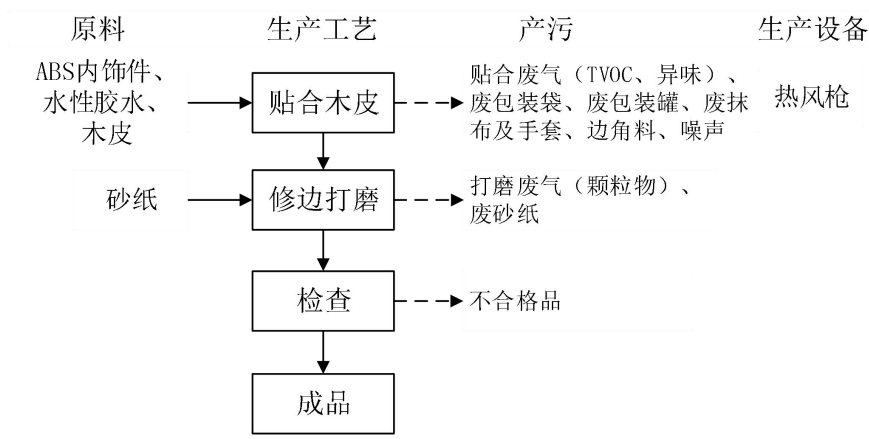 原料 生产工艺 产污 生产设备
ABS内饰件、
水性胶水、
木皮
贴合木皮
贴合废气（TVOC、异味）、
废包装袋、废包装罐、废抹
布及手套、边角料、噪声
热风枪
砂纸
修边打磨
打磨废气（颗粒物）、
废砂纸
检查
不合格品
成品